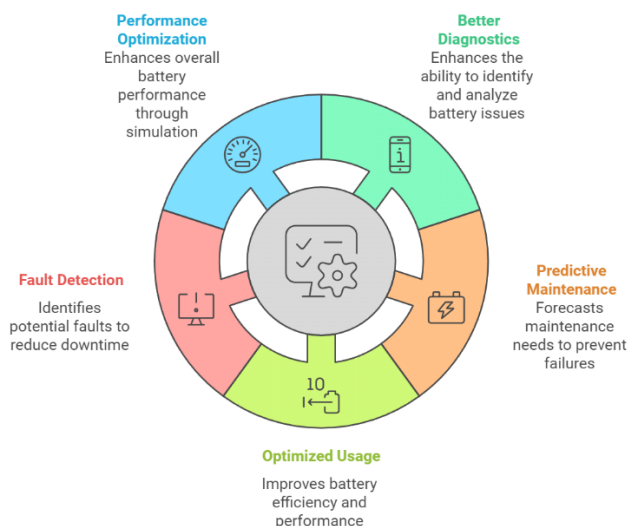 Performance
Optimization
Enhances overall
battery
performance
through
simulation
Better
Diagnostics
Enhances the
ability to identify
and analyze
battery issues
Fault Detection
Identifies
potential faults to
reduce downtime
Predictive
Maintenance
Forecasts
maintenance
needs to prevent
failures
10
Optimized Usage
Improves battery
efficiency and
performance